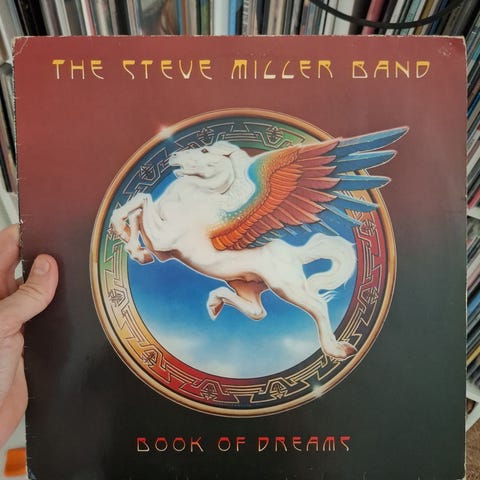 THE STEVE MILLER BAND
BOOK OF DREAMS